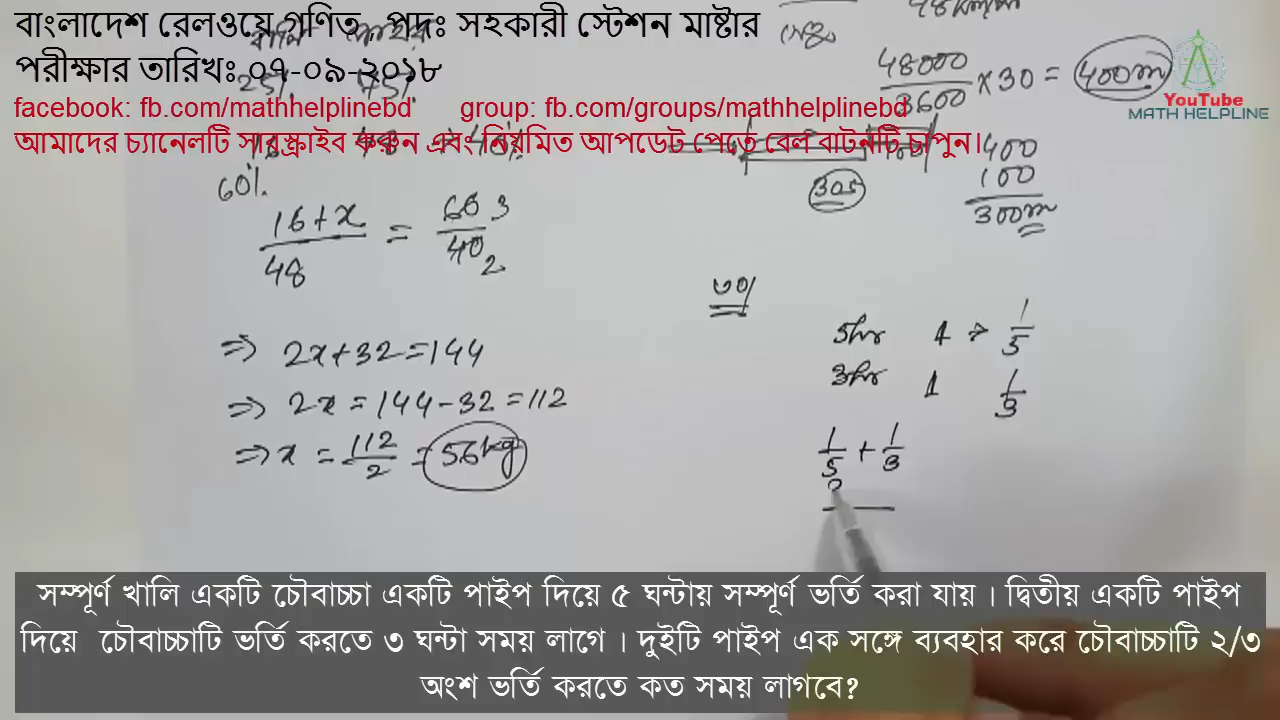 বাংলাদেশ রেলওয়ে গণিত, পদঃ সহকারী স্টেশন মাষ্টার
পরীক্ষার তারিখঃ ০৭-০৯-২০১৮
facebook: fb.com/mathhelplinebd group: fb.com/groups/mathhelplinebd
আমাদের চ্যানেলটি সাবস্ক্রাইব করুন এবং নিয়মিত আপডেট পেতে বেল বাটনটি চাপুন।
YouTube
MATH HELPLINE
48000/3600 × 30 = 400m
400
100
300m
60%
16+x/48 = 60 3/40 2
⇒ 2x+32=144
⇒ 2x = 144-32 = 112
⇒ x = 112/2 = 56kg
৩০/
5hr 1 → 1/5
3hr 1 1/3
1/5 + 1/3
সম্পূর্ণ খালি একটি চৌবাচ্চা একটি পাইপ দিয়ে ৫ ঘন্টায় সম্পূর্ণ ভর্তি করা যায়। দ্বিতীয় একটি পাইপ
দিয়ে চৌবাচ্চাটি ভর্তি করতে ৩ ঘন্টা সময় লাগে। দুইটি পাইপ এক সঙ্গে ব্যবহার করে চৌবাচ্চাটি ২/৩
অংশ ভর্তি করতে কত সময় লাগবে?